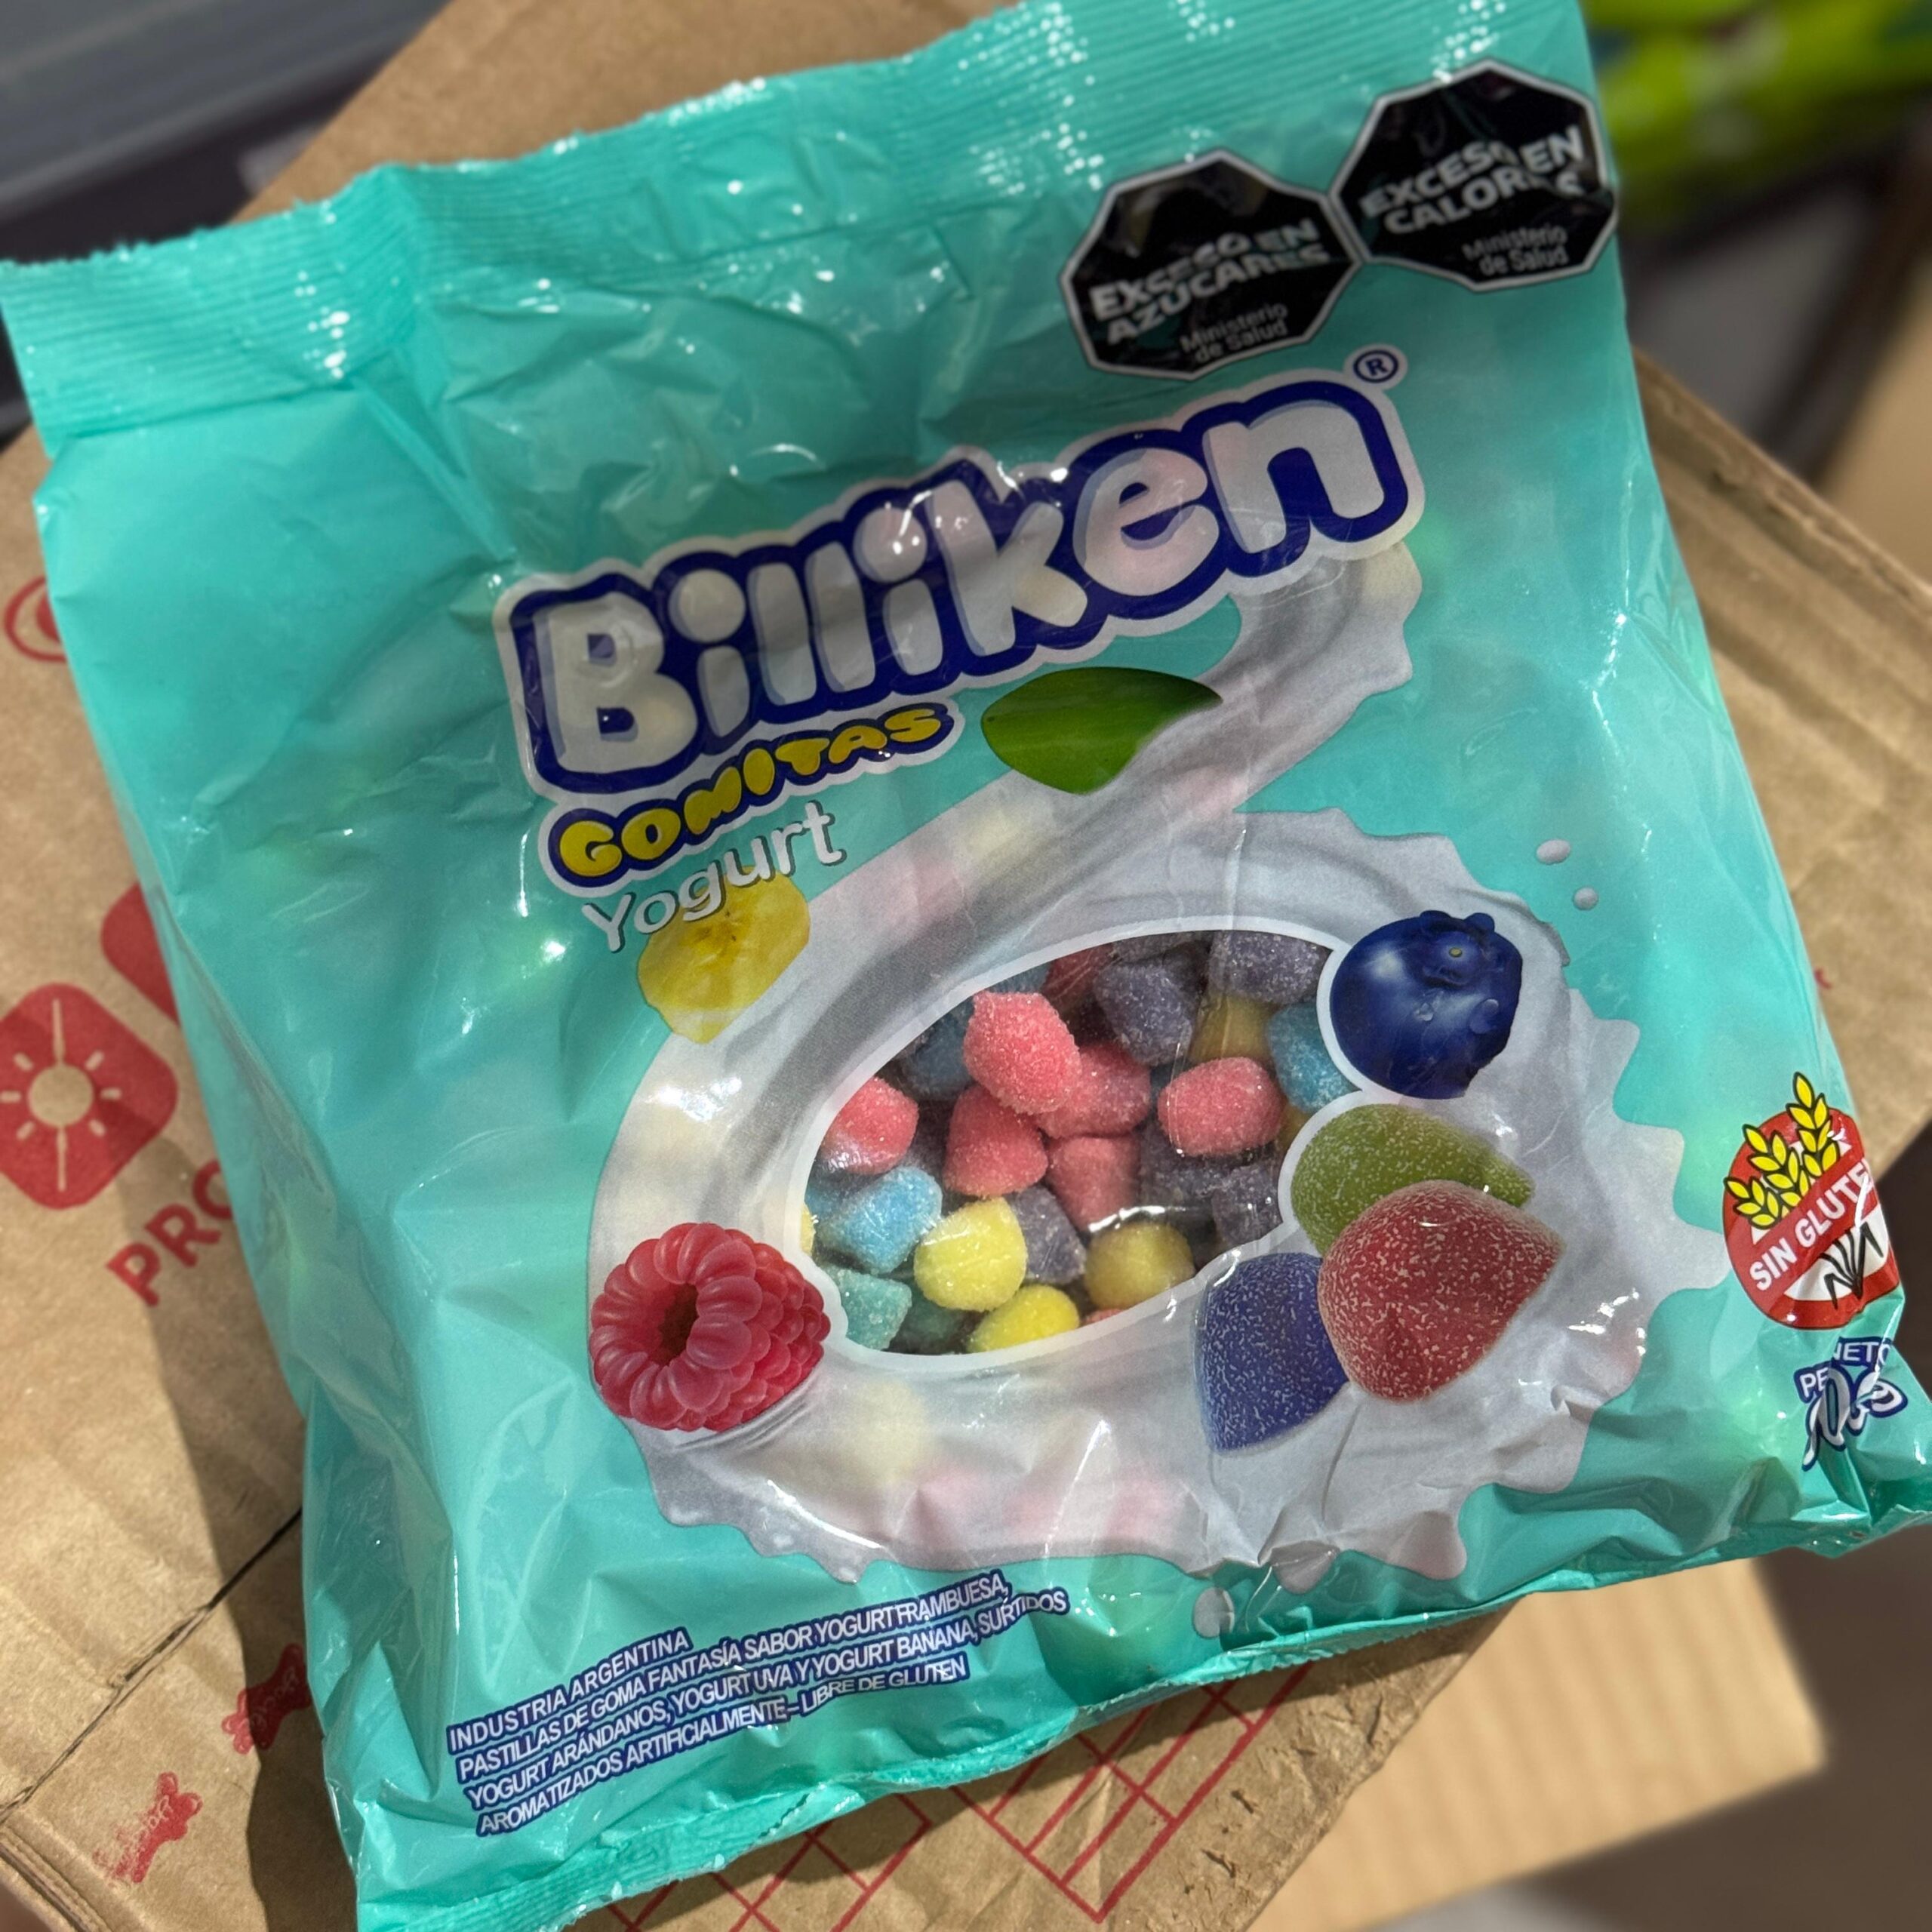 EXCESO EN
AZÚCARES
Ministerio
de Salud
EXCESO EN
CALORÍAS
Ministerio
de Salud
Billiken®
GOMITAS
Yogurt
SIN GLUTEN
PESO NETO
INDUSTRIA ARGENTINA
PASTILLAS DE GOMA FANTASÍA SABOR YOGURT FRAMBUESA,
YOGURT ARÁNDANOS, YOGURT UVA Y YOGURT BANANA, SURTIDOS
AROMATIZADOS ARTIFICIALMENTE - LIBRE DE GLUTEN